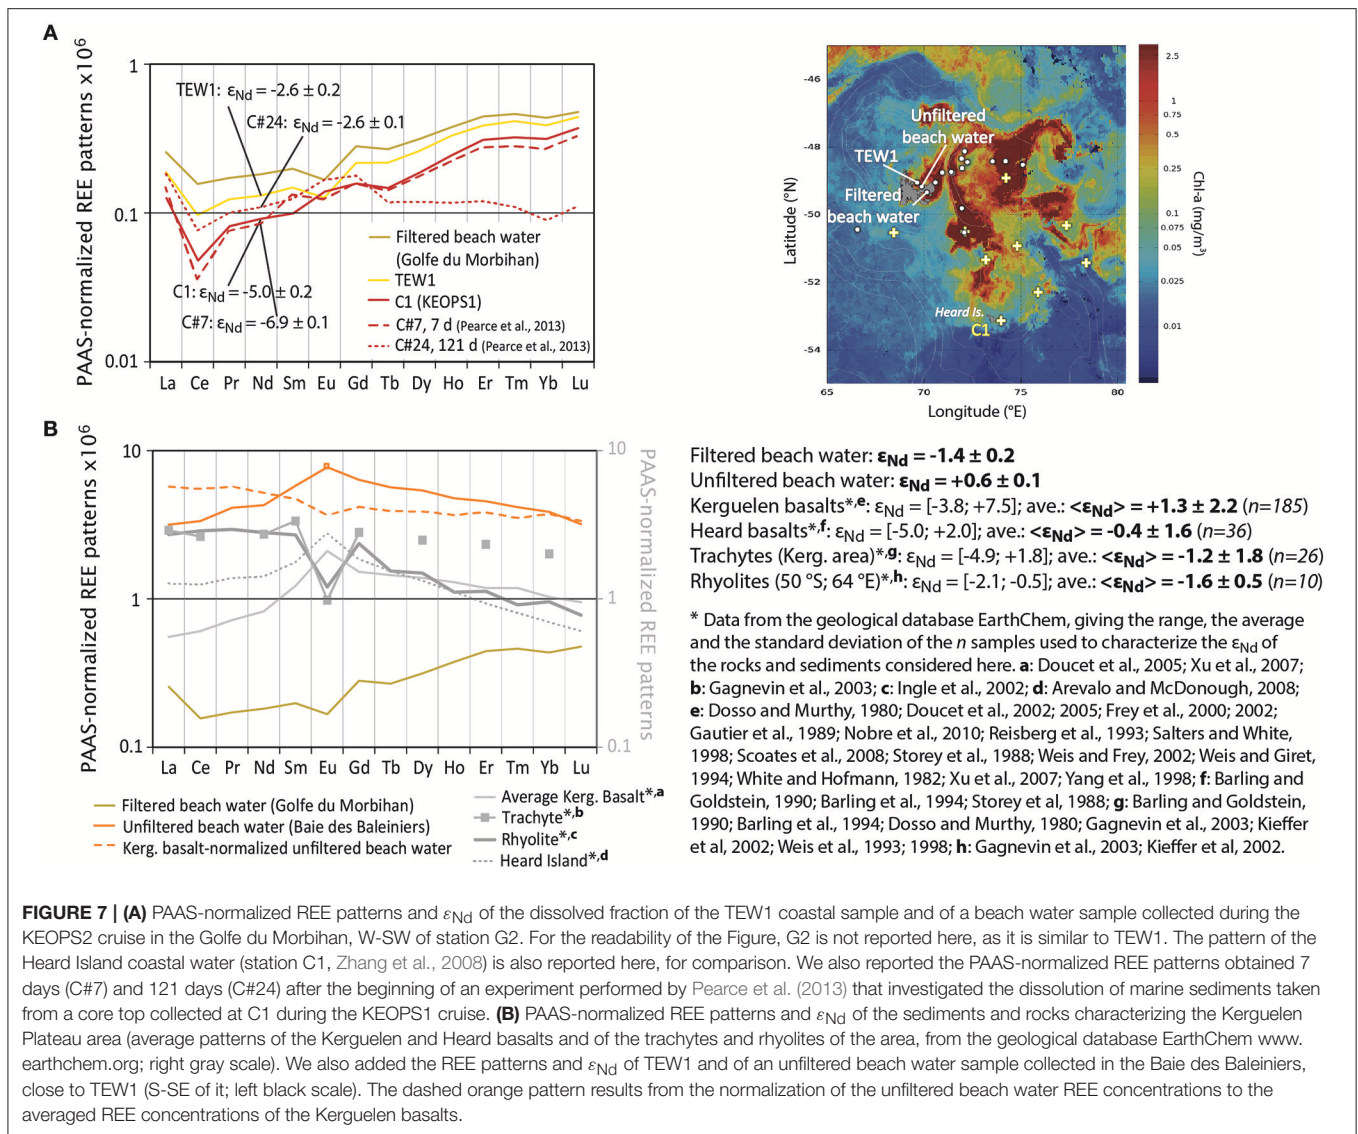 A
PAAS-normalized REE patterns x10⁶
1
0.1
0.01
TEW1: εNd = -2.6 ± 0.2
C#24: εNd = -2.6 ± 0.1
C1: εNd = -5.0 ± 0.2
C#7: εNd = -6.9 ± 0.1
Filtered beach water
(Golfe du Morbihan)
TEW1
C1 (KEOPS1)
C#7, 7 d (Pearce et al., 2013)
C#24, 121 d (Pearce et al., 2013)
La Ce Pr Nd Sm Eu Gd Tb Dy Ho Er Tm Yb Lu
Latitude (°N)
-46
-48
-50
-52
-54
Unfiltered
beach water
TEW1
Filtered
beach water
Heard Is.
C1
65 70 75 80
Longitude (°E)
2.5
1
0.75
0.5
0.25
0.1
0.075
0.05
0.025
0.01
Chl-a (mg/m³)
B
PAAS-normalized REE patterns x10⁶
10
1
0.1
10
1
0.1
PAAS-normalized REE patterns
La Ce Pr Nd Sm Eu Gd Tb Dy Ho Er Tm Yb Lu
Filtered beach water (Golfe du Morbihan)
Unfiltered beach water (Baie des Baleiniers)
Kerg. basalt-normalized unfiltered beach water
Average Kerg. Basalt*,a
Trachyte*,b
Rhyolite*,c
Heard Island*,d
Filtered beach water: εNd = -1.4 ± 0.2
Unfiltered beach water: εNd = +0.6 ± 0.1
Kerguelen basalts*,e: εNd = [-3.8; +7.5]; ave.: <εNd> = +1.3 ± 2.2 (n=185)
Heard basalts*,f: εNd = [-5.0; +2.0]; ave.: <εNd> = -0.4 ± 1.6 (n=36)
Trachytes (Kerg. area)*,g: εNd = [-4.9; +1.8]; ave.: <εNd> = -1.2 ± 1.8 (n=26)
Rhyolites (50 °S; 64 °E)*,h: εNd = [-2.1; -0.5]; ave.: <εNd> = -1.6 ± 0.5 (n=10)
* Data from the geological database EarthChem, giving the range, the average
and the standard deviation of the n samples used to characterize the εNd of
the rocks and sediments considered here. a: Doucet et al., 2005; Xu et al., 2007;
b: Gagnevin et al., 2003; c: Ingle et al., 2002; d: Arevalo and McDonough, 2008;
e: Dosso and Murthy, 1980; Doucet et al., 2002; 2005; Frey et al., 2000; 2002;
Gautier et al., 1989; Nobre et al., 2010; Reisberg et al., 1993; Salters and White,
1998; Scoates et al., 2008; Storey et al., 1988; Weis and Frey, 2002; Weis and Giret,
1994; White and Hofmann, 1982; Xu et al., 2007; Yang et al., 1998; f: Barling and
Goldstein, 1990; Barling et al., 1994; Storey et al, 1988; g: Barling and Goldstein,
1990; Barling et al., 1994; Dosso and Murthy, 1980; Gagnevin et al., 2003; Kieffer
et al, 2002; Weis et al., 1993; 1998; h: Gagnevin et al., 2003; Kieffer et al, 2002.
FIGURE 7 | (A) PAAS-normalized REE patterns and εNd of the dissolved fraction of the TEW1 coastal sample and of a beach water sample collected during the
KEOPS2 cruise in the Golfe du Morbihan, W-SW of station G2. For the readability of the Figure, G2 is not reported here, as it is similar to TEW1. The pattern of the
Heard Island coastal water (station C1, Zhang et al., 2008) is also reported here, for comparison. We also reported the PAAS-normalized REE patterns obtained 7
days (C#7) and 121 days (C#24) after the beginning of an experiment performed by Pearce et al. (2013) that investigated the dissolution of marine sediments taken
from a core top collected at C1 during the KEOPS1 cruise. (B) PAAS-normalized REE patterns and εNd of the sediments and rocks characterizing the Kerguelen
Plateau area (average patterns of the Kerguelen and Heard basalts and of the trachytes and rhyolites of the area, from the geological database EarthChem www.
earthchem.org; right gray scale). We also added the REE patterns and εNd of TEW1 and of an unfiltered beach water sample collected in the Baie des Baleiniers,
close to TEW1 (S-SE of it; left black scale). The dashed orange pattern results from the normalization of the unfiltered beach water REE concentrations to the
averaged REE concentrations of the Kerguelen basalts.